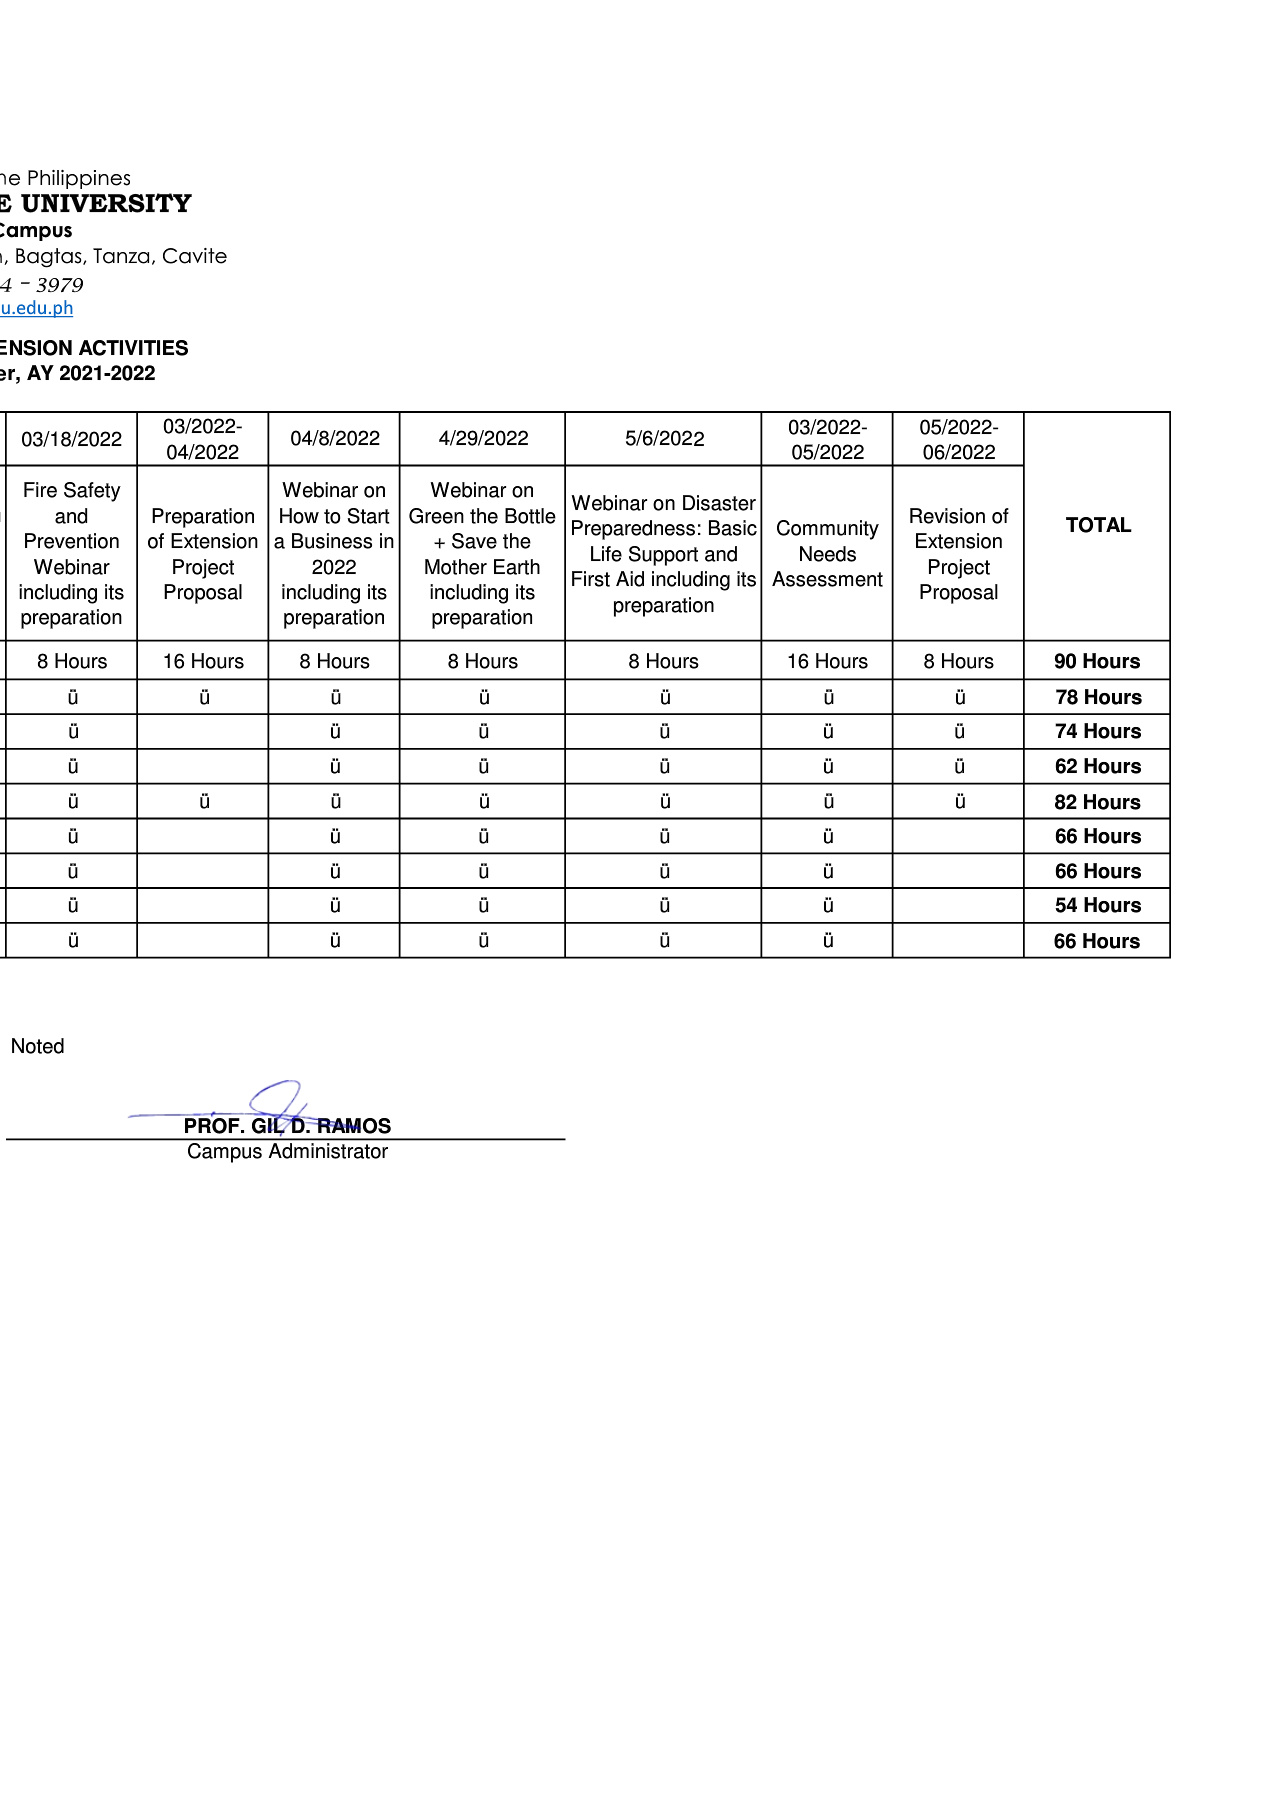 ne Philippines
E UNIVERSITY
Campus
n, Bagtas, Tanza, Cavite
4 – 3979
u.edu.ph
ENSION ACTIVITIES
er, AY 2021-2022
03/18/2022 03/2022-04/2022 04/8/2022 4/29/2022 5/6/2022 03/2022-05/2022 05/2022-06/2022 TOTAL
Fire Safety and Prevention Webinar including its preparation
Preparation of Extension Project Proposal
Webinar on How to Start a Business in 2022 including its preparation
Webinar on Green the Bottle + Save the Mother Earth including its preparation
Webinar on Disaster Preparedness: Basic Life Support and First Aid including its preparation
Community Needs Assessment
Revision of Extension Project Proposal
8 Hours 16 Hours 8 Hours 8 Hours 8 Hours 16 Hours 8 Hours 90 Hours
ü ü ü ü ü ü ü 78 Hours
ü ü ü ü ü ü 74 Hours
ü ü ü ü ü ü 62 Hours
ü ü ü ü ü ü ü 82 Hours
ü ü ü ü ü 66 Hours
ü ü ü ü ü 66 Hours
ü ü ü ü ü 54 Hours
ü ü ü ü ü 66 Hours
Noted
PROF. GIL D. RAMOS
Campus Administrator